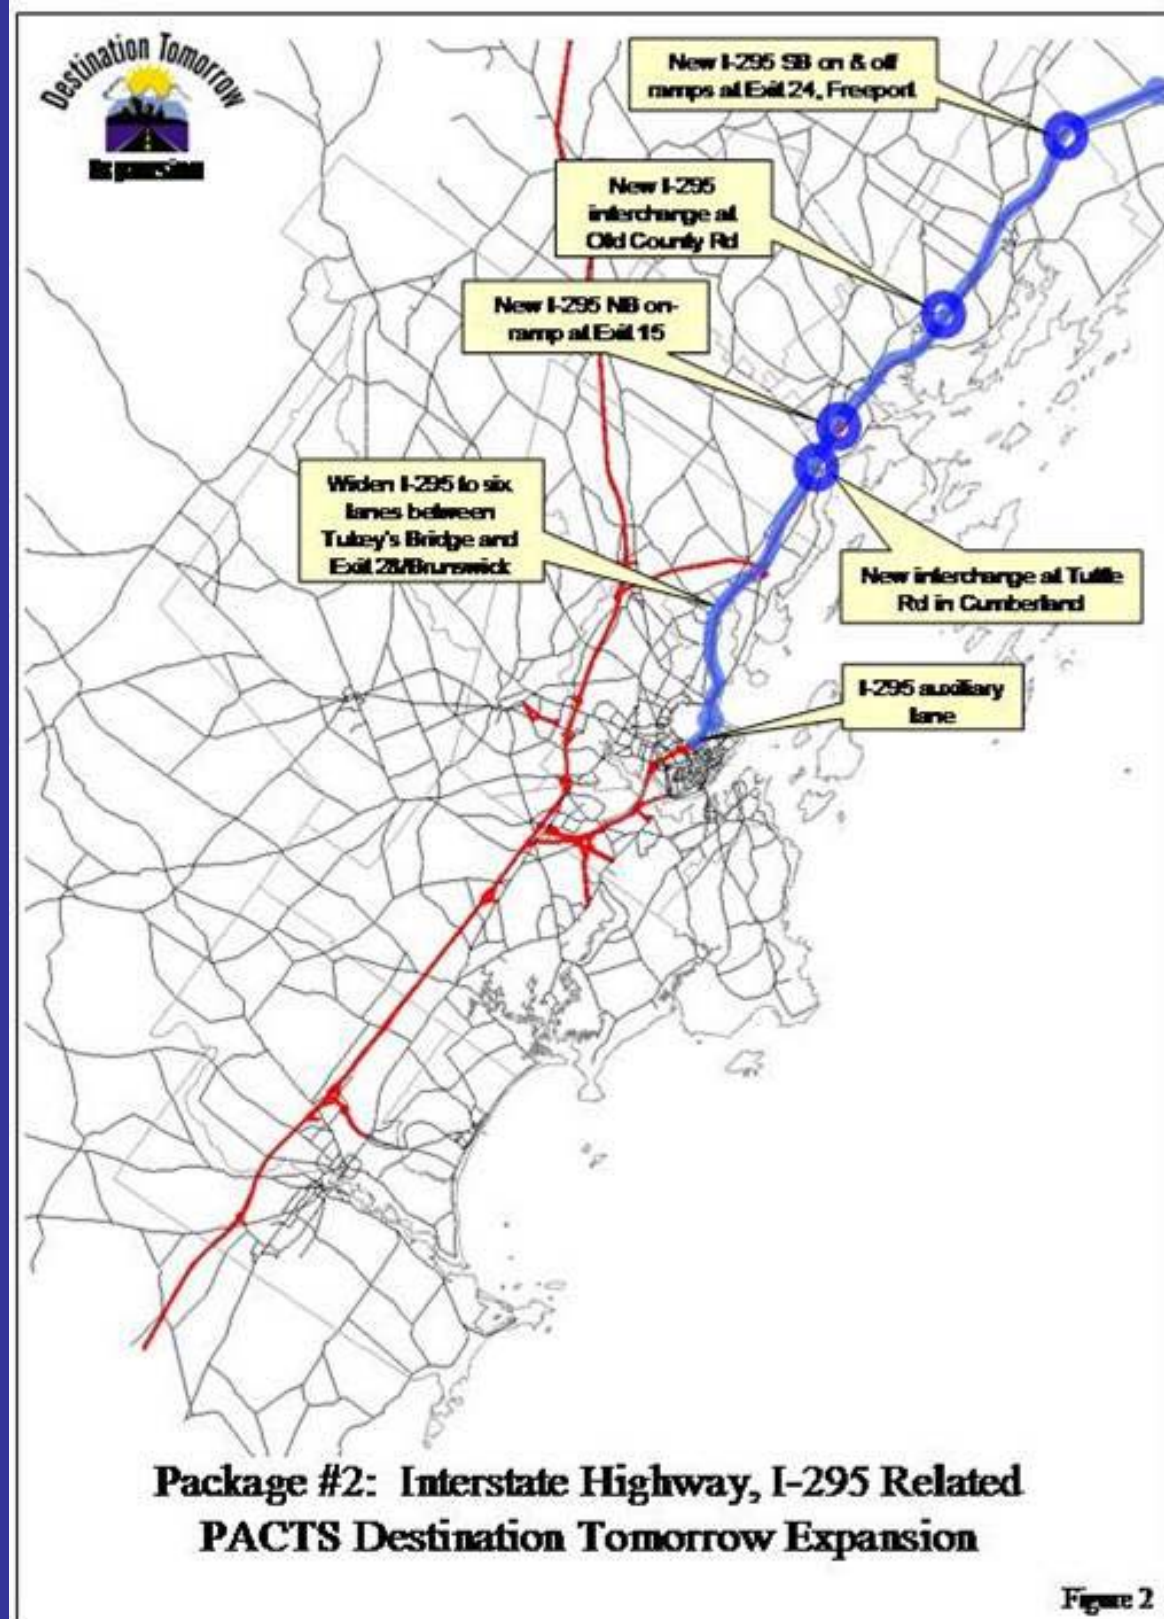 Destination Tomorrow
Expansion
New I-295 SB on & off
ramps at Exit 24, Freeport
New I-295
interchange at
Old County Rd
New I-295 NB on-
ramp at Exit 15
Widen I-295 to six
lanes between
Tukey's Bridge and
Exit 28/Brunswick
New interchange at Tuttle
Rd in Cumberland
I-295 auxiliary
lane
Package #2: Interstate Highway, I-295 Related
PACTS Destination Tomorrow Expansion
Figure 2